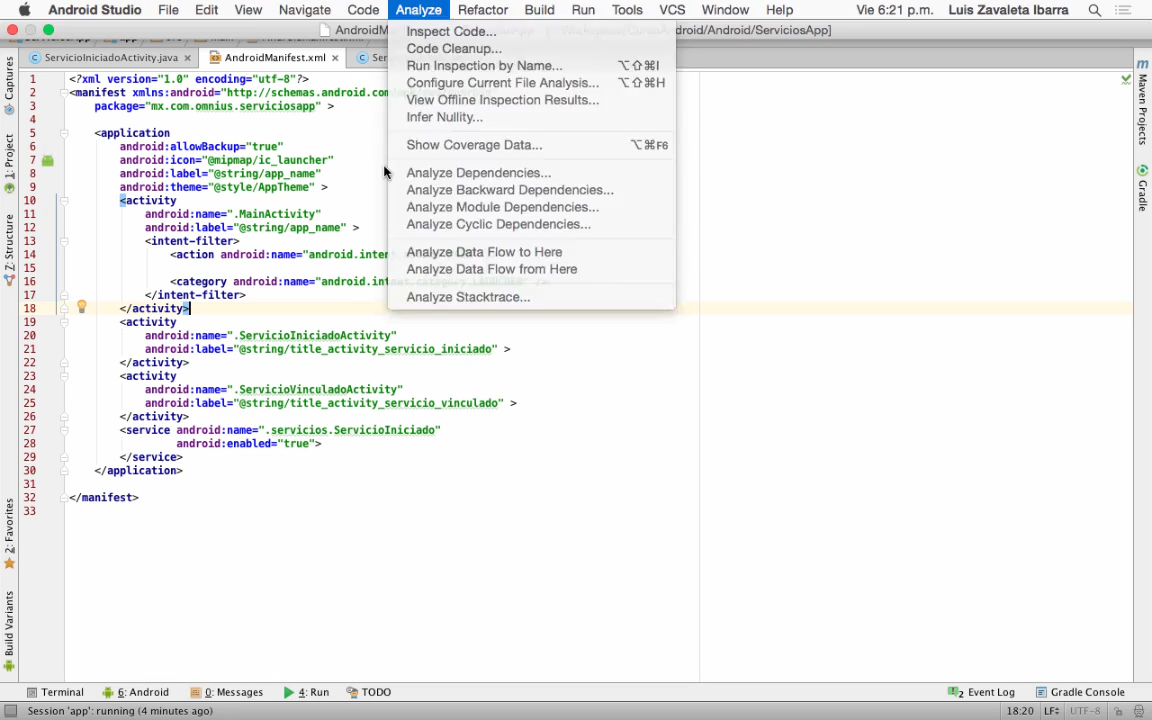 Android Studio File Edit View Navigate Code Analyze Refactor Build Run Tools VCS Window Help Vie 6:21 p.m. Luis Zavaleta Ibarra
ServicioIniciadoActivity.java × AndroidManifest.xml × Ser
Inspect Code...
Code Cleanup...
Run Inspection by Name... ⌥⇧⌘I
Configure Current File Analysis... ⌥⇧⌘H
View Offline Inspection Results...
Infer Nullity...
Show Coverage Data... ⌥⌘F6
Analyze Dependencies...
Analyze Backward Dependencies...
Analyze Module Dependencies...
Analyze Cyclic Dependencies...
Analyze Data Flow to Here
Analyze Data Flow from Here
Analyze Stacktrace...
1 <?xml version="1.0" encoding="utf-8"?>
2 <manifest xmlns:android="http://schemas.android.com
3 package="mx.com.omnius.serviciosapp" >
4
5 <application
6 android:allowBackup="true"
7 android:icon="@mipmap/ic_launcher"
8 android:label="@string/app_name"
9 android:theme="@style/AppTheme" >
10 <activity
11 android:name=".MainActivity"
12 android:label="@string/app_name" >
13 <intent-filter>
14 <action android:name="android.inten
15
16 <category android:name="android.int
17 </intent-filter>
18 </activity>
19 <activity
20 android:name=".ServicioIniciadoActivity"
21 android:label="@string/title_activity_servicio_iniciado" >
22 </activity>
23 <activity
24 android:name=".ServicioVinculadoActivity"
25 android:label="@string/title_activity_servicio_vinculado" >
26 </activity>
27 <service android:name=".servicios.ServicioIniciado"
28 android:enabled="true">
29 </service>
30 </application>
31
32 </manifest>
33
Captures
1: Project
Z: Structure
2: Favorites
Build Variants
Maven Projects
Gradle
Terminal 6: Android 0: Messages 4: Run TODO 2 Event Log Gradle Console
Session 'app': running (4 minutes ago) 18:20 LF÷ UTF-8